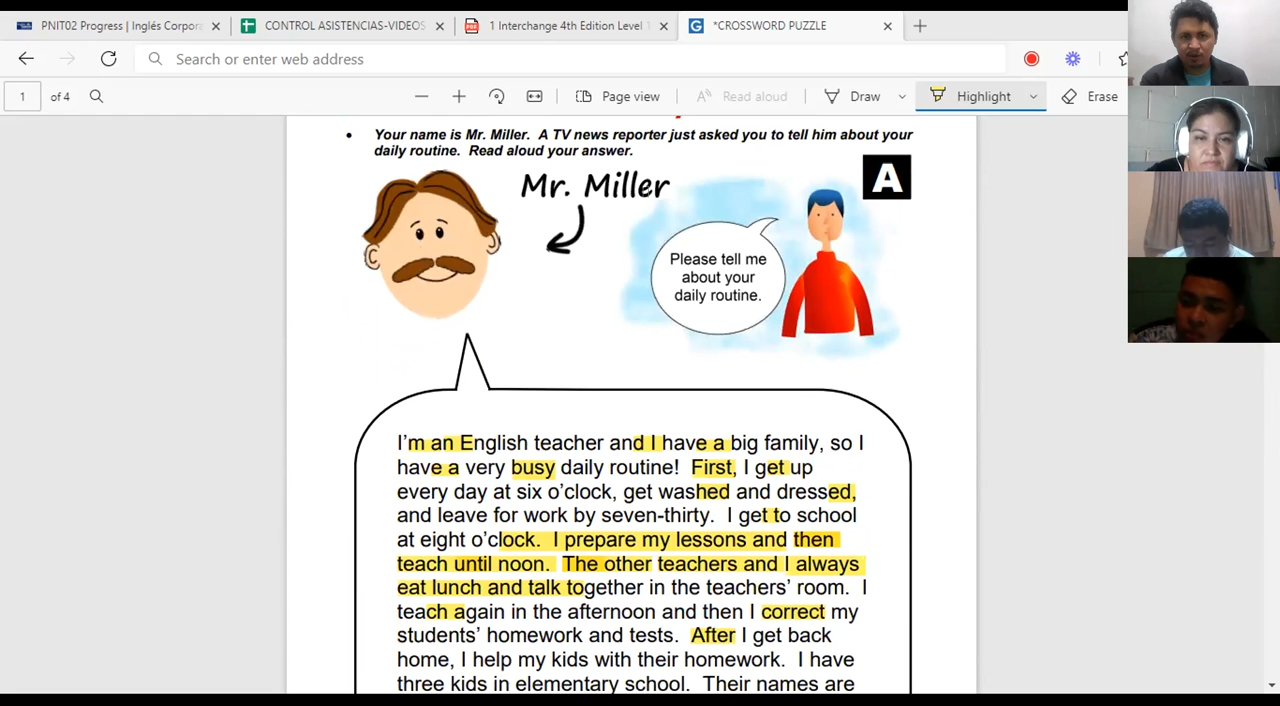 PNIT02 Progress | Inglés Corpor
CONTROL ASISTENCIAS-VIDEOS
1 Interchange 4th Edition Level
*CROSSWORD PUZZLE
Search or enter web address
1 of 4
Page view
Read aloud
Draw
Highlight
Erase
• Your name is Mr. Miller. A TV news reporter just asked you to tell him about your
daily routine. Read aloud your answer.
A
Mr. Miller
Please tell me
about your
daily routine.
I'm an English teacher and I have a big family, so I
have a very busy daily routine! First, I get up
every day at six o'clock, get washed and dressed,
and leave for work by seven-thirty. I get to school
at eight o'clock. I prepare my lessons and then
teach until noon. The other teachers and I always
eat lunch and talk together in the teachers' room. I
teach again in the afternoon and then I correct my
students' homework and tests. After I get back
home, I help my kids with their homework. I have
three kids in elementary school. Their names are